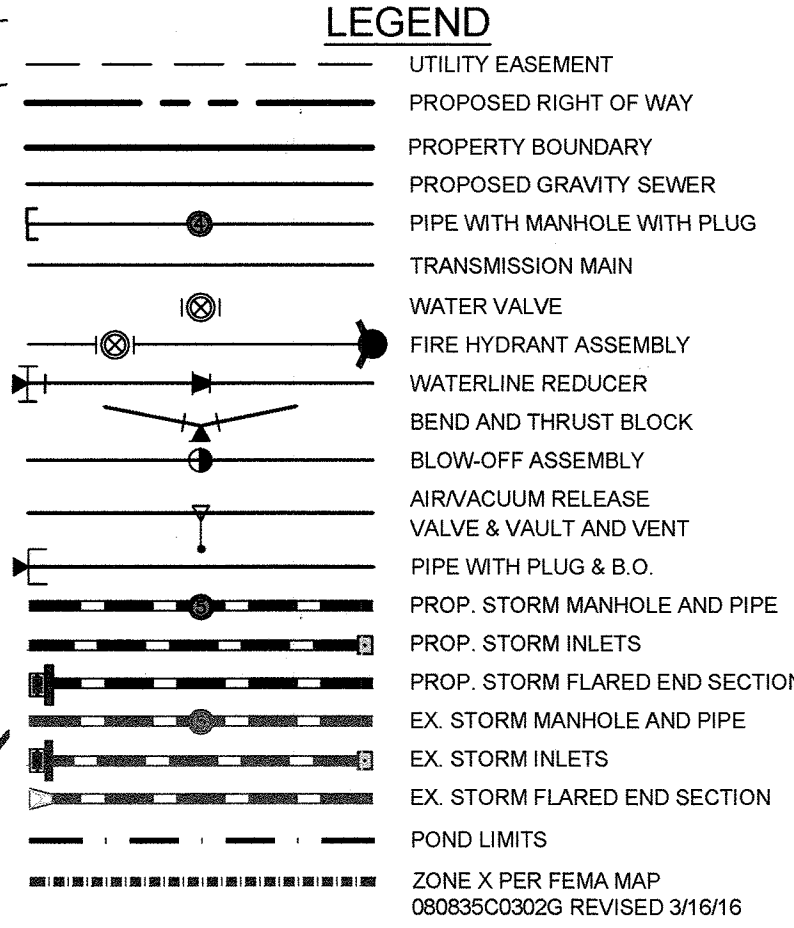 LEGEND
UTILITY EASEMENT
PROPOSED RIGHT OF WAY
PROPERTY BOUNDARY
PROPOSED GRAVITY SEWER
4 PIPE WITH MANHOLE WITH PLUG
TRANSMISSION MAIN
WATER VALVE
FIRE HYDRANT ASSEMBLY
WATERLINE REDUCER
BEND AND THRUST BLOCK
BLOW-OFF ASSEMBLY
AIR/VACUUM RELEASE
VALVE & VAULT AND VENT
PIPE WITH PLUG & B.O.
5 PROP. STORM MANHOLE AND PIPE
PROP. STORM INLETS
PROP. STORM FLARED END SECTION
5 EX. STORM MANHOLE AND PIPE
EX. STORM INLETS
EX. STORM FLARED END SECTION
POND LIMITS
ZONE X PER FEMA MAP
080835C0302G REVISED 3/16/16